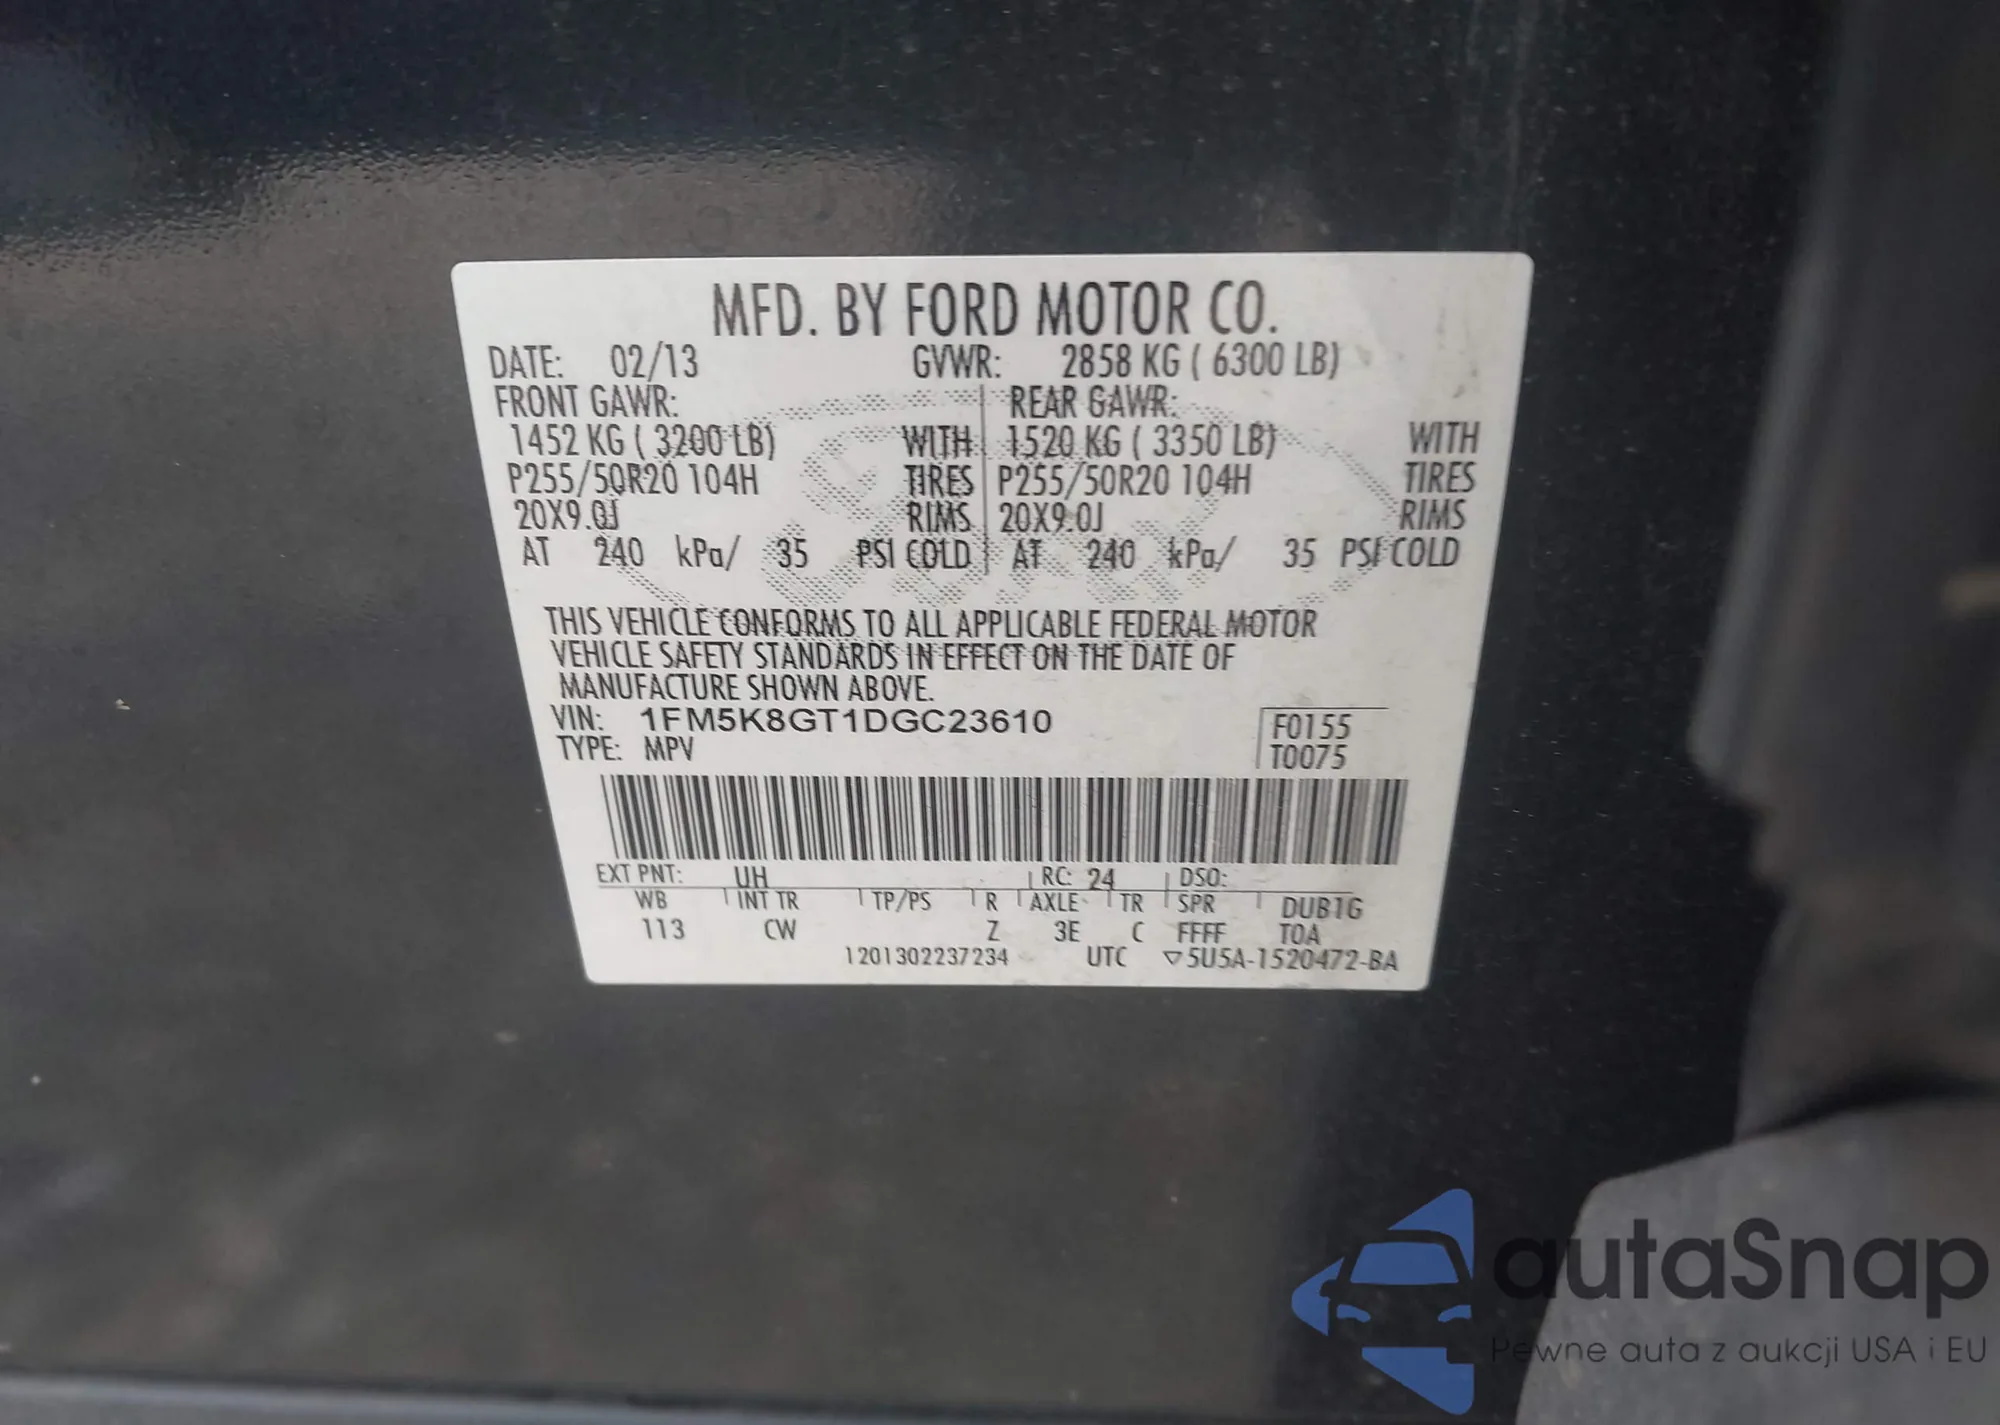 MFD. BY FORD MOTOR CO.
DATE: 02/13 GVWR: 2858 KG ( 6300 LB)
FRONT GAWR: REAR GAWR:
1452 KG ( 3200 LB) WITH 1520 KG ( 3350 LB) WITH
P255/50R20 104H TIRES P255/50R20 104H TIRES
20X9.0J RIMS 20X9.0J RIMS
AT 240 kPa/ 35 PSI COLD AT 240 kPa/ 35 PSI COLD
THIS VEHICLE CONFORMS TO ALL APPLICABLE FEDERAL MOTOR
VEHICLE SAFETY STANDARDS IN EFFECT ON THE DATE OF
MANUFACTURE SHOWN ABOVE.
VIN: 1FM5K8GT1DGC23610 F0155
TYPE: MPV T0075
EXT PNT: UH RC: 24 DSO:
WB INT TR TP/PS R AXLE TR SPR DUB1G
113 CW Z 3E C FFFF TOA
1201302237234 UTC ▽5U5A-1520472-BA
autaSnap
Pewne auta z aukcji USA i EU